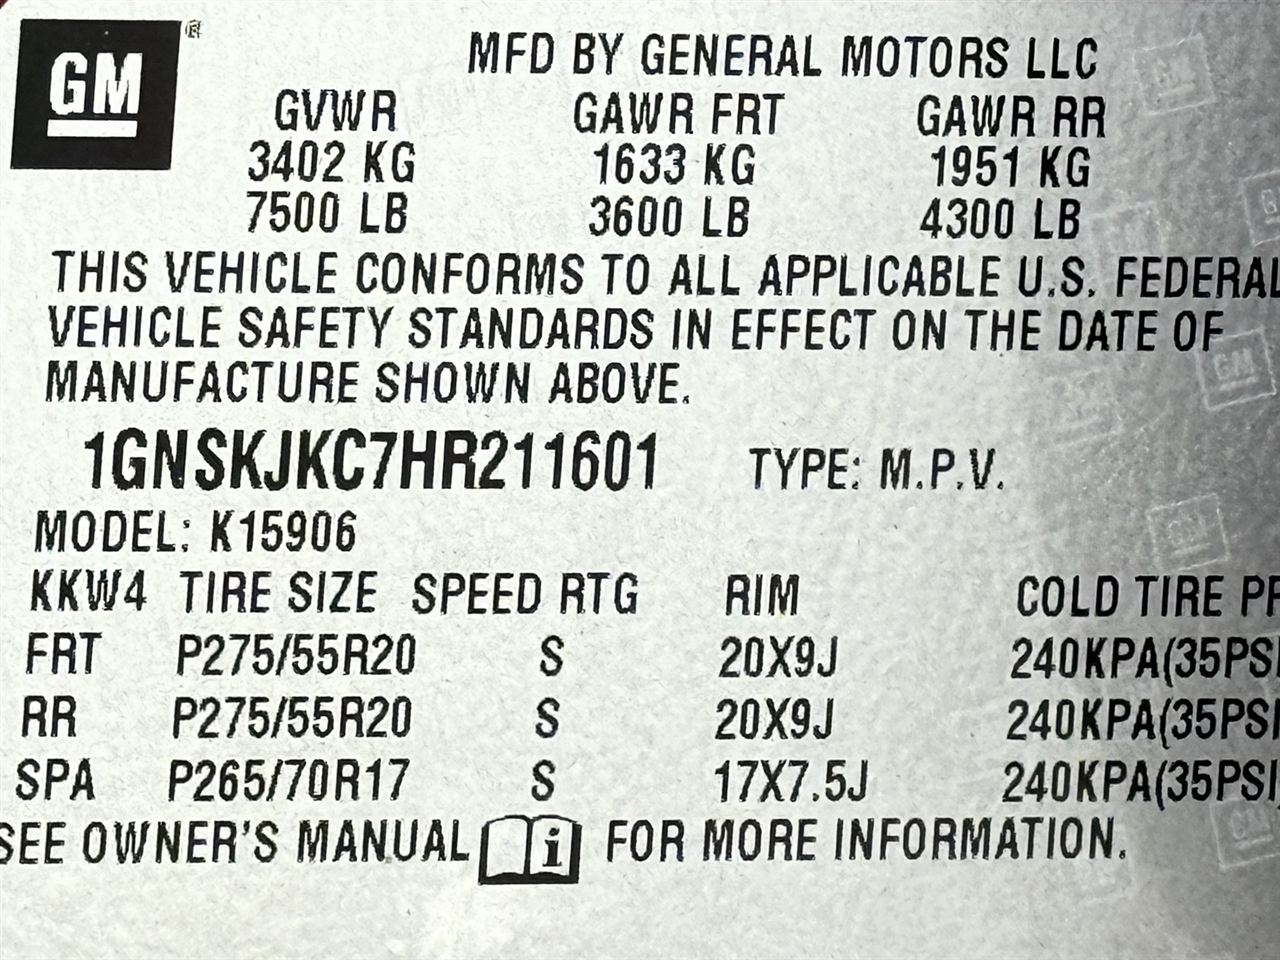 GM ®
MFD BY GENERAL MOTORS LLC
GVWR GAWR FRT GAWR RR
3402 KG 1633 KG 1951 KG
7500 LB 3600 LB 4300 LB
THIS VEHICLE CONFORMS TO ALL APPLICABLE U.S. FEDERAL
VEHICLE SAFETY STANDARDS IN EFFECT ON THE DATE OF
MANUFACTURE SHOWN ABOVE.
1GNSKJKC7HR211601 TYPE: M.P.V.
MODEL: K15906
KKW4 TIRE SIZE SPEED RTG RIM COLD TIRE
FRT P275/55R20 S 20X9J 240KPA(35PSI
RR P275/55R20 S 20X9J 240KPA(35PSI
SPA P265/70R17 S 17X7.5J 240KPA(35PSI
SEE OWNER'S MANUAL i FOR MORE INFORMATION.